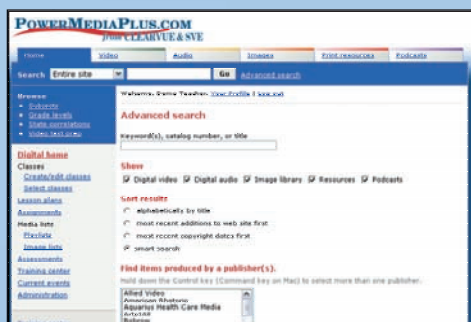 POWERMEDIAPLUS.COM
from CLEARVUE & SVE
Home Video Audio Images Print resources Podcasts
Search Entire site Go Advanced search
Browse
Subjects
Grade levels
State correlations
Video test prep
Digital home
Classes
Create/edit classes
Select classes
Lesson plans
Assignments
Media lists
Playlists
Image lists
Assessments
Training center
Current events
Administration
Welcome, Teacher. Your Profile | Log out
Advanced search
Keyword(s), catalog number, or title
Show
Digital video Digital audio Image library Resources Podcasts
Sort results
alphabetically by title
most recent additions to web site first
most recent copyright dates first
smart search
Find items produced by a publisher(s).
Hold down the Control key (Command key on Mac) to select more than one publisher.
Allied Video
American Rhetoric
Aquarius Health Care Media